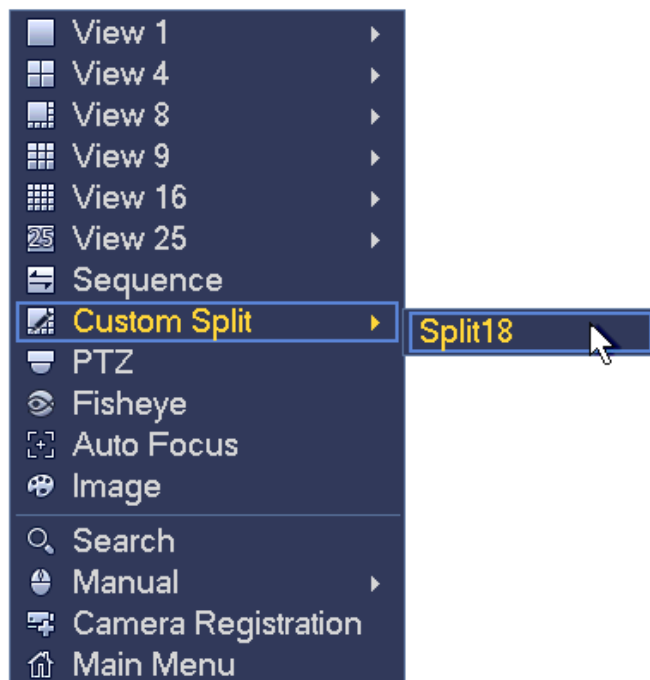 View 1
View 4
View 8
View 9
View 16
25 View 25
Sequence
Custom Split
Split18
PTZ
Fisheye
Auto Focus
Image
Search
Manual
Camera Registration
Main Menu